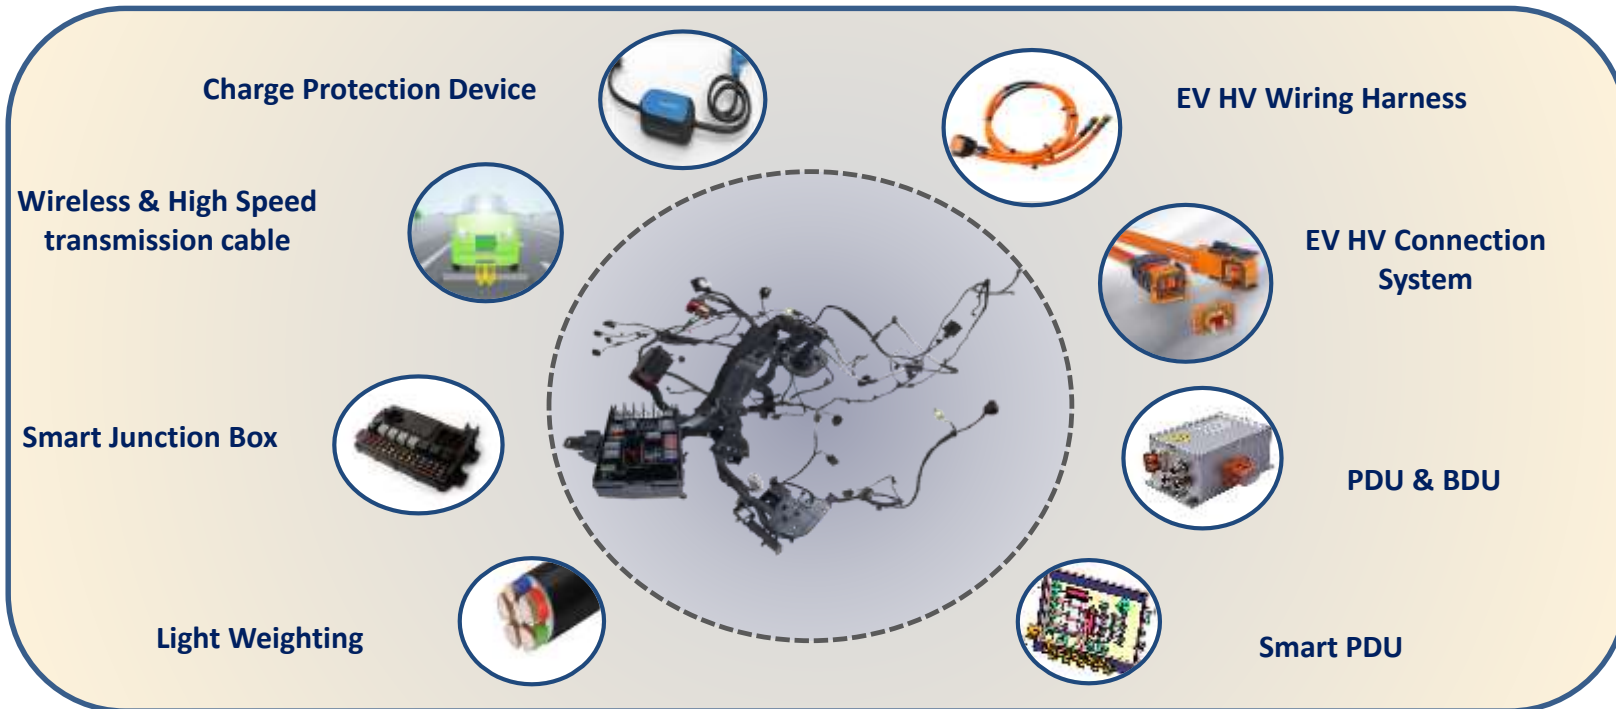 Charge Protection Device
EV HV Wiring Harness
Wireless & High Speed
transmission cable
EV HV Connection
System
Smart Junction Box
PDU & BDU
Light Weighting
Smart PDU